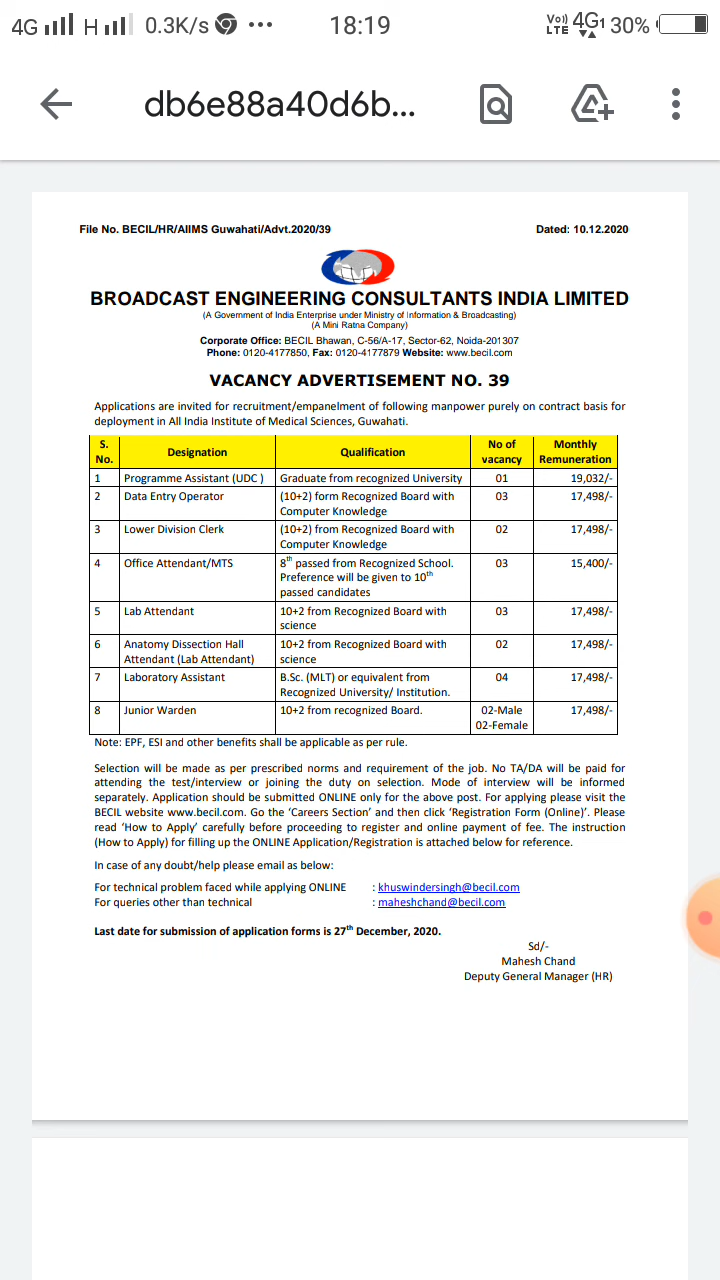 4G H 0.3K/s ••• 18:19 Vo)) LTE 4G1 30%
db6e88a40d6b...
File No. BECIL/HR/AIIMS Guwahati/Advt.2020/39 Dated: 10.12.2020
BROADCAST ENGINEERING CONSULTANTS INDIA LIMITED
(A Government of India Enterprise under Ministry of Information & Broadcasting)
(A Mini Ratna Company)
Corporate Office: BECIL Bhawan, C-56/A-17, Sector-62, Noida-201307
Phone: 0120-4177850, Fax: 0120-4177879 Website: www.becil.com
VACANCY ADVERTISEMENT NO. 39
Applications are invited for recruitment/empanelment of following manpower purely on contract basis for
deployment in All India Institute of Medical Sciences, Guwahati.
S. No. Designation Qualification No of vacancy Monthly Remuneration
1 Programme Assistant (UDC ) Graduate from recognized University 01 19,032/-
2 Data Entry Operator (10+2) form Recognized Board with 03 17,498/-
Computer Knowledge
3 Lower Division Clerk (10+2) from Recognized Board with 02 17,498/-
Computer Knowledge
4 Office Attendant/MTS 8th passed from Recognized School. 03 15,400/-
Preference will be given to 10th
passed candidates
5 Lab Attendant 10+2 from Recognized Board with 03 17,498/-
science
6 Anatomy Dissection Hall 10+2 from Recognized Board with 02 17,498/-
Attendant (Lab Attendant) science
7 Laboratory Assistant B.Sc. (MLT) or equivalent from 04 17,498/-
Recognized University/ Institution.
8 Junior Warden 10+2 from recognized Board. 02-Male 17,498/-
02-Female
Note: EPF, ESI and other benefits shall be applicable as per rule.
Selection will be made as per prescribed norms and requirement of the job. No TA/DA will be paid for
attending the test/interview or joining the duty on selection. Mode of interview will be informed
separately. Application should be submitted ONLINE only for the above post. For applying please visit the
BECIL website www.becil.com. Go the ‘Careers Section’ and then click ‘Registration Form (Online)’. Please
read ‘How to Apply’ carefully before proceeding to register and online payment of fee. The instruction
(How to Apply) for filling up the ONLINE Application/Registration is attached below for reference.
In case of any doubt/help please email as below:
For technical problem faced while applying ONLINE : khuswindersingh@becil.com
For queries other than technical : maheshchand@becil.com
Last date for submission of application forms is 27th December, 2020.
Sd/-
Mahesh Chand
Deputy General Manager (HR)